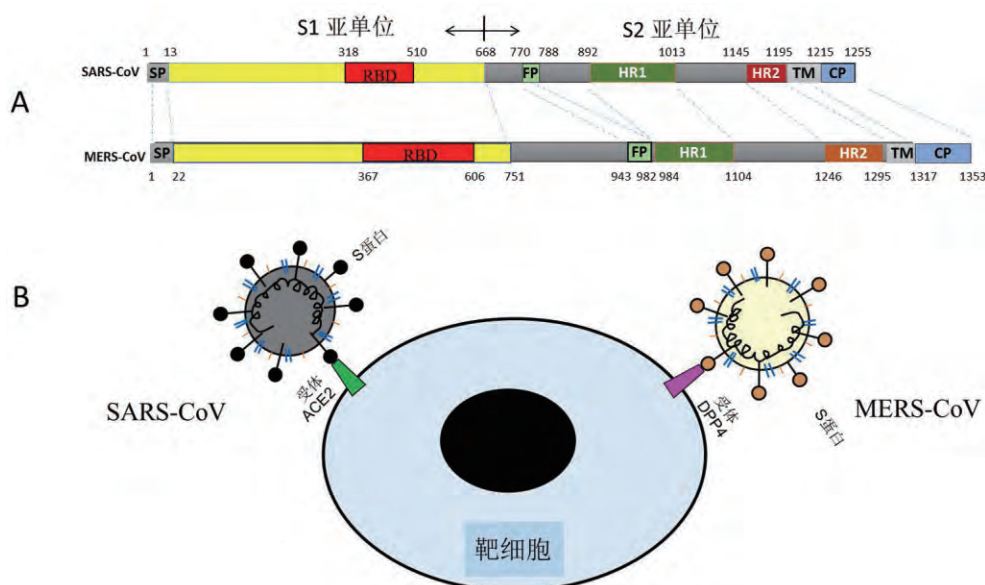 S1 亚单位 S2 亚单位
1 13 318 510 668 770 788 892 1013 1145 1195 1215 1255
SARS-CoV SP RBD FP HR1 HR2 TM CP
A
MERS-CoV SP RBD FP HR1 HR2 TM CP
1 22 367 606 751 943 982 984 1104 1246 1295 1317 1353
B
S蛋白
受体
ACE2
SARS-CoV
受体
DPP4
MERS-CoV
S蛋白
靶细胞